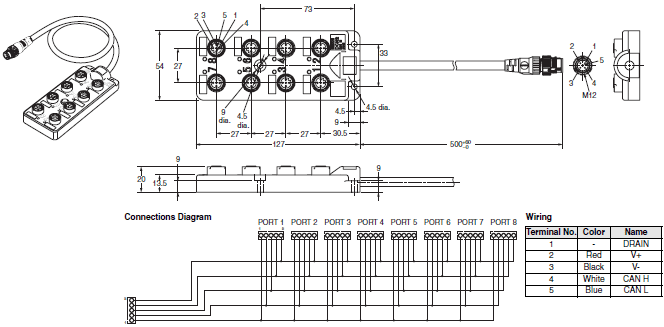 73
2 3 5 1
4
54
27
33
7 8 5 6 3 4 1 2
9
dia.
4.5
dia.
4.5
4.5 dia.
9
27 27 27 30.5
127
500
2 1
5
3 4
M12
9
20
13.5
9
Connections Diagram
PORT 1 PORT 2 PORT 3 PORT 4 PORT 5 PORT 6 PORT 7 PORT 8
Wiring
Terminal No. Color Name
1 - DRAIN
2 Red V+
3 Black V-
4 White CAN H
5 Blue CAN L